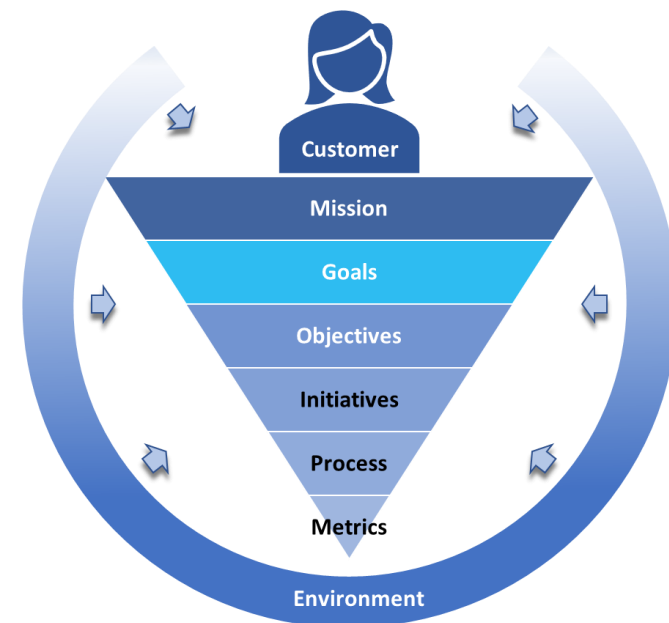 Customer
Mission
Goals
Objectives
Initiatives
Process
Metrics
Environment